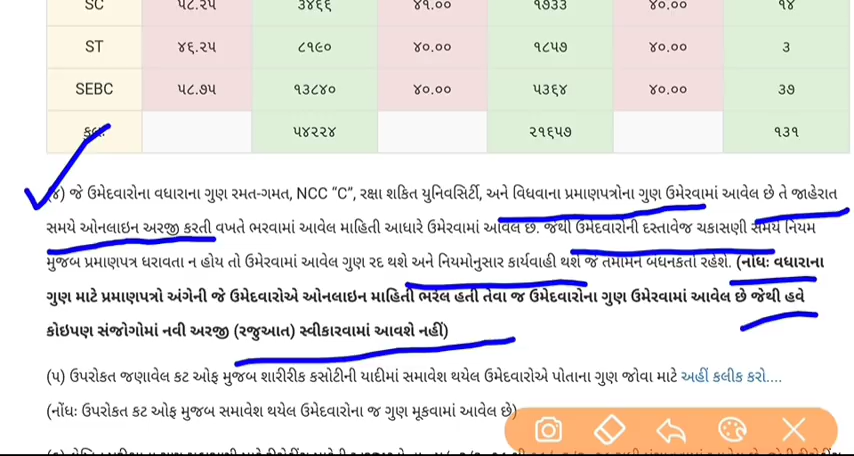 SC ૫૮.૨૫ ૩૪૬૬ ૪૧.૦૦ ૧૭૩૩ ૪૦.૦૦ ૧૪
ST ૪૬.૨૫ ૮૧૯૦ ૪૦.૦૦ ૧૮૫૭ ૪૦.૦૦ ૩
SEBC ૫૮.૭૫ ૧૩૮૪૦ ૪૦.૦૦ ૫૩૬૪ ૪૦.૦૦ ૩૭
કુલ: ૫૪૨૨૪ ૨૧૬૫૭ ૧૩૧
(૪) જે ઉમેદવારોના વધારાના ગુણ રમત-ગમત, NCC "C", રક્ષા શકિત યુનિવર્સિટી, અને વિધવાના પ્રમાણપત્રોના ગુણ ઉમેરવામાં આવેલ છે તે જાહેરાત
સમયે ઓનલાઇન અરજી કરતી વખતે ભરવામાં આવેલ માહિતી આધારે ઉમેરવામાં આવેલ છે. જેથી ઉમેદવારોની દસ્તાવેજ ચકાસણી સમયે નિયમ
મુજબ પ્રમાણપત્ર ધરાવતા ન હોય તો ઉમેરવામાં આવેલ ગુણ રદ થશે અને નિયમોનુસાર કાર્યવાહી થશે જે તમામને બંધનકર્તા રહેશે. (નોંધઃ વધારાના
ગુણ માટે પ્રમાણપત્રો અંગેની જે ઉમેદવારોએ ઓનલાઇન માહિતી ભરેલ હતી તેવા જ ઉમેદવારોના ગુણ ઉમેરવામાં આવેલ છે જેથી હવે
કોઇપણ સંજોગોમાં નવી અરજી (રજુઆત) સ્વીકારવામાં આવશે નહીં)
(૫) ઉપરોકત જણાવેલ કટ ઓફ મુજબ શારીરીક કસોટીની યાદીમાં સમાવેશ થયેલ ઉમેદવારોએ પોતાના ગુણ જોવા માટે અહીં કલીક કરો....
(નોંધઃ ઉપરોકત કટ ઓફ મુજબ સમાવેશ થયેલ ઉમેદવારોના જ ગુણ મૂકવામાં આવેલ છે)